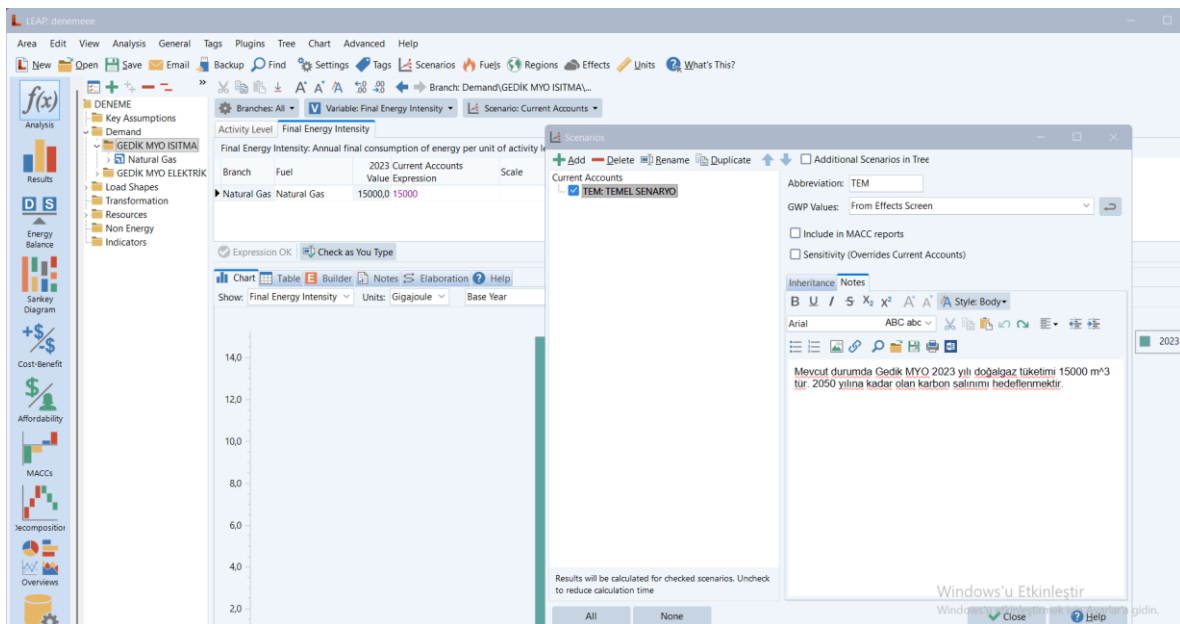 LEAP: denemeee
Area Edit View Analysis General Tags Plugins Tree Chart Advanced Help
New Open Save Email Backup Find Settings Tags Scenarios Fuels Regions Effects Units What's This?
Branch: Demand\GEDİK MYO ISITMA\...
Branches: All Variable: Final Energy Intensity Scenario: Current Accounts
Analysis
Results
Energy
Balance
Sankey
Diagram
Cost-Benefit
Affordability
MACCs
Decomposition
Overviews
DENEME
Key Assumptions
Demand
GEDİK MYO ISITMA
Natural Gas
GEDİK MYO ELEKTRİK
Load Shapes
Transformation
Resources
Non Energy
Indicators
Activity Level Final Energy Intensity
Final Energy Intensity: Annual final consumption of energy per unit of activity l
Branch Fuel 2023 Current Accounts
Value Expression Scale
Natural Gas Natural Gas 15000,0 15000
Expression OK Check as You Type
Chart Table Builder Notes Elaboration Help
Show: Final Energy Intensity Units: Gigajoule Base Year
14,0
12,0
10,0
8,0
6,0
4,0
2,0
2023
Scenarios
Add Delete Rename Duplicate Additional Scenarios in Tree
Current Accounts
TEM: TEMEL SENARYO
Abbreviation: TEM
GWP Values: From Effects Screen
Include in MACC reports
Sensitivity (Overrides Current Accounts)
Inheritance Notes
B U I S X₂ X² A A Style: Body
Arial ABC abc
Mevcut durumda Gedik MYO 2023 yılı doğalgaz tüketimi 15000 m^3
tür. 2050 yılına kadar olan karbon salınımı hedeflenmektir.
Results will be calculated for checked scenarios. Uncheck
to reduce calculation time
All None
Close Help
Windows'u Etkinleştir
Windows'u etkinleştirmek için Ayarlar'a gidin.